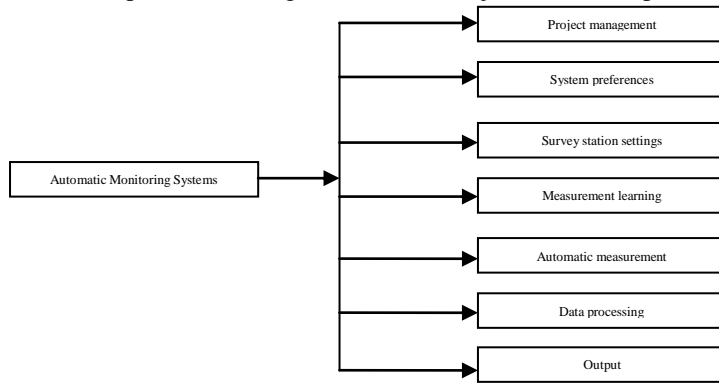 Project management
System preferences
Survey station settings
Automatic Monitoring Systems
Measurement learning
Automatic measurement
Data processing
Output